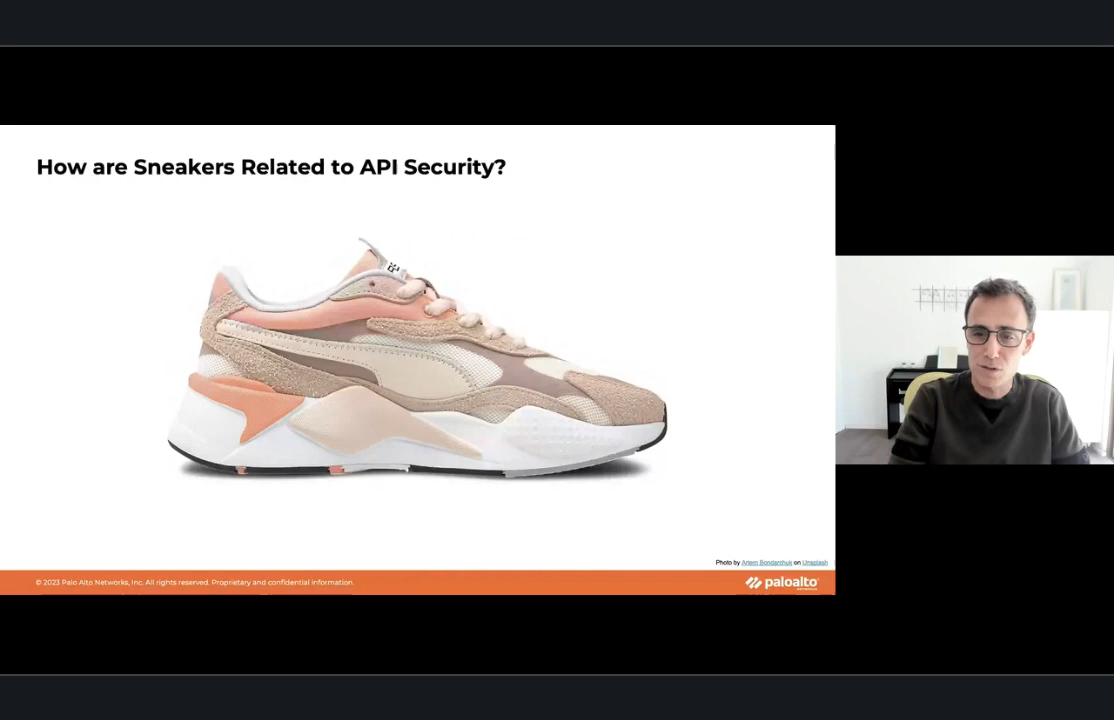 How are Sneakers Related to API Security?
Photo by Artem Bondarchuk on Unsplash
© 2023 Palo Alto Networks, Inc. All rights reserved. Proprietary and confidential information.
paloalto
NETWORKS